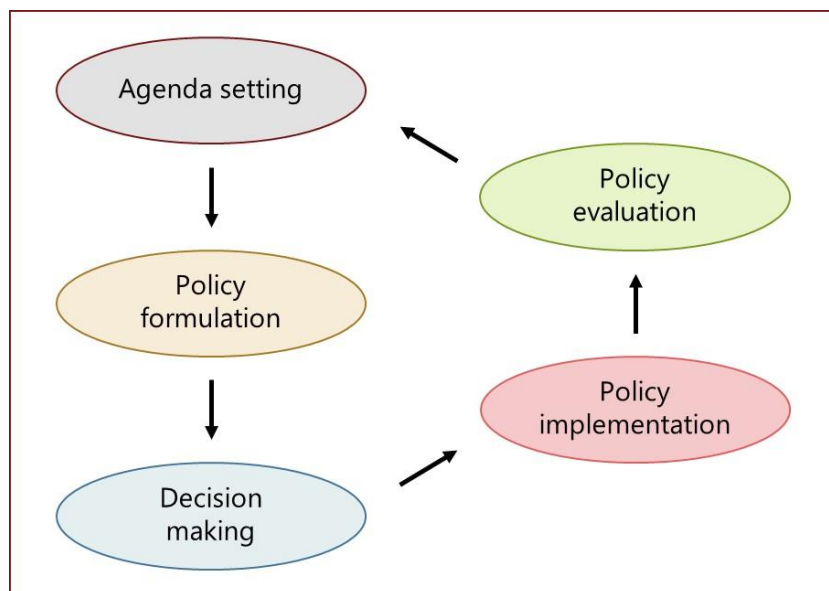 Agenda setting
Policy
formulation
Decision
making
Policy
implementation
Policy
evaluation